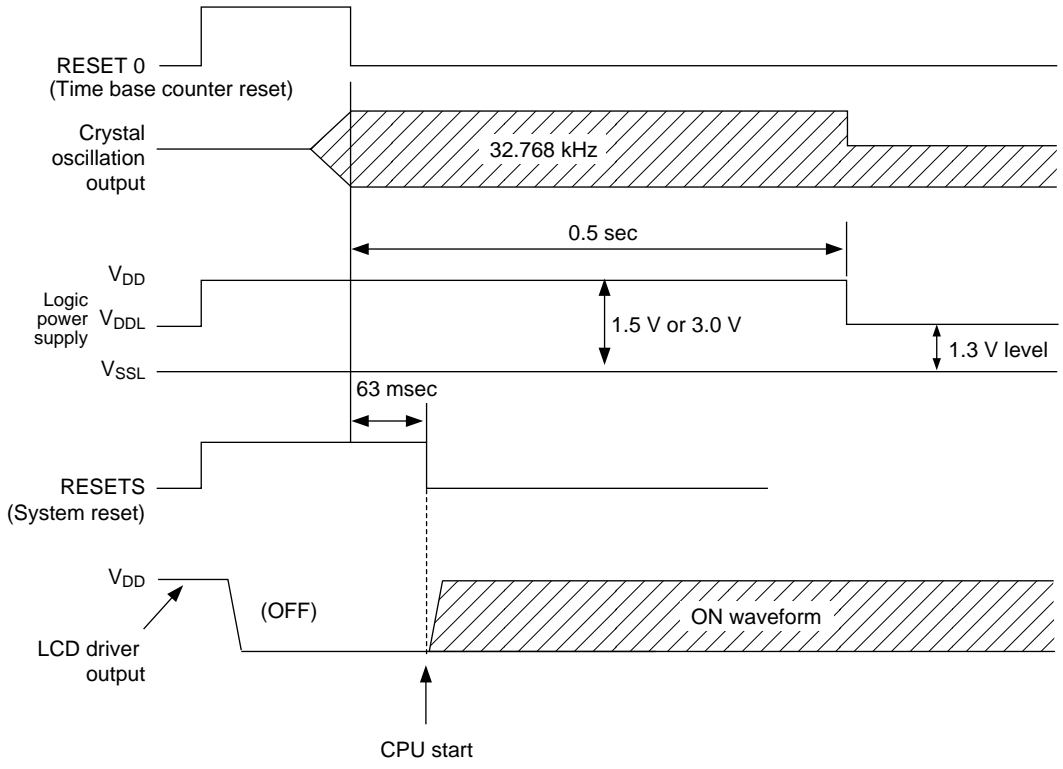 RESET 0
(Time base counter reset)
Crystal
oscillation
output
32.768 kHz
0.5 sec
VDD
Logic
power
supply
VDDL
1.5 V or 3.0 V
1.3 V level
VSSL
63 msec
RESETS
(System reset)
VDD
(OFF)
ON waveform
LCD driver
output
CPU start